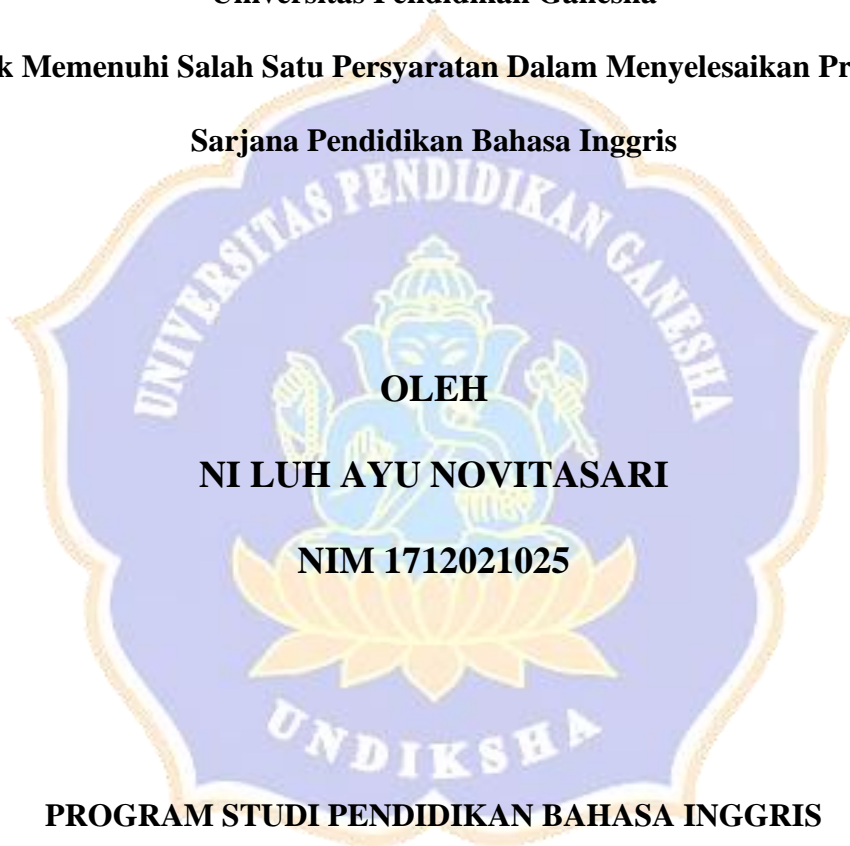 Universitas Pendidikan Ganesha
k Memenuhi Salah Satu Persyaratan Dalam Menyelesaikan Pr
Sarjana Pendidikan Bahasa Inggris
UNIVERSITAS PENDIDIKAN GANESHA
OLEH
NI LUH AYU NOVITASARI
NIM 1712021025
UNDIKSHA
PROGRAM STUDI PENDIDIKAN BAHASA INGGRIS